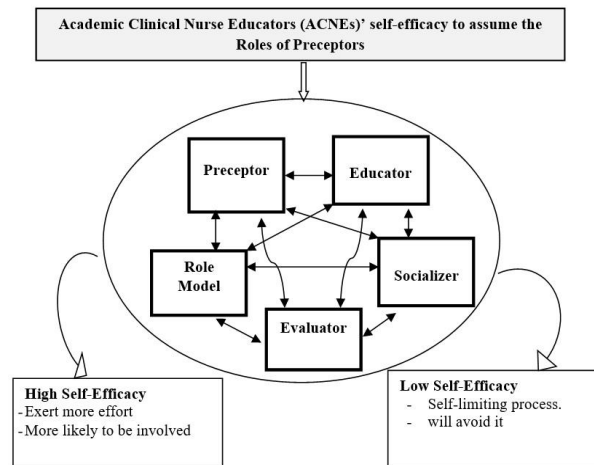 Academic Clinical Nurse Educators (ACNEs)' self-efficacy to assume the
Roles of Preceptors
Preceptor
Educator
Role
Model
Socializer
Evaluator
High Self-Efficacy
-Exert more effort
-More likely to be involved
Low Self-Efficacy
- Self-limiting process.
- will avoid it